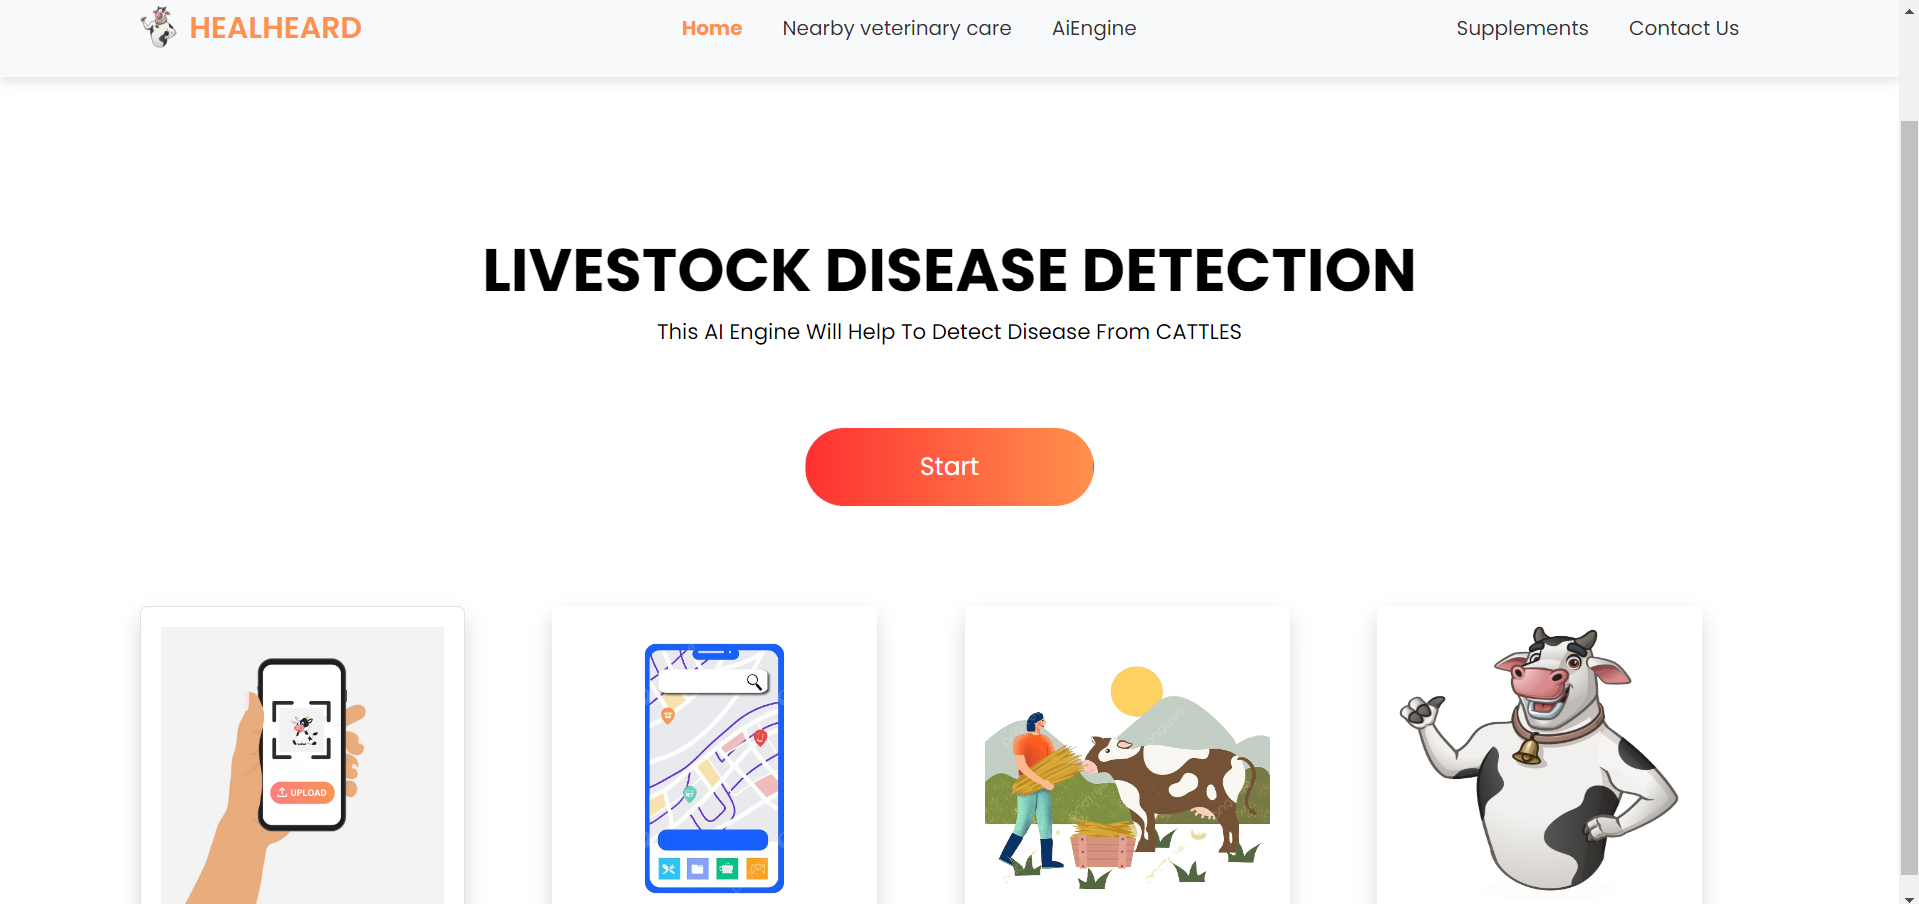 HEALHEARD
Home
Nearby veterinary care
AiEngine
Supplements
Contact Us
LIVESTOCK DISEASE DETECTION
This AI Engine Will Help To Detect Disease From CATTLES
Start
UPLOAD